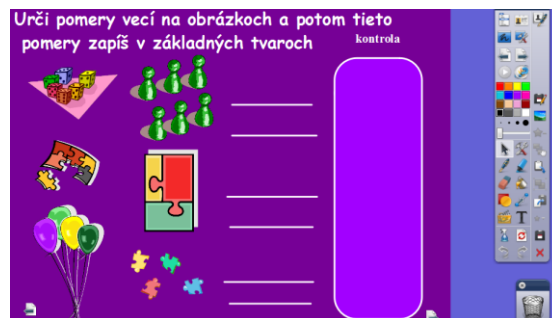 Urči pomery vecí na obrázkoch a potom tieto
pomery zapíš v základných tvaroch
kontrola